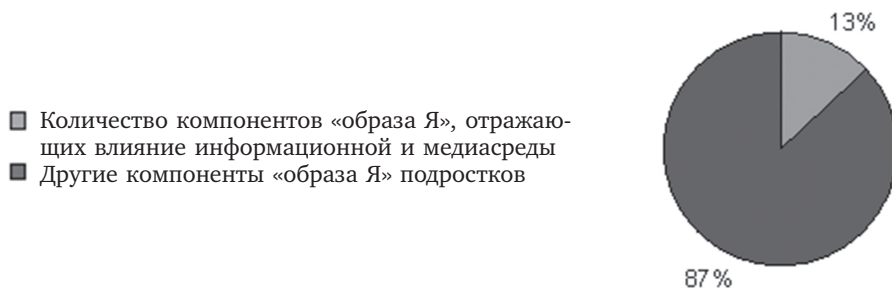 13%
Количество компонентов «образа Я», отражаю-
щих влияние информационной и медиасреды
Другие компоненты «образа Я» подростков
87 %